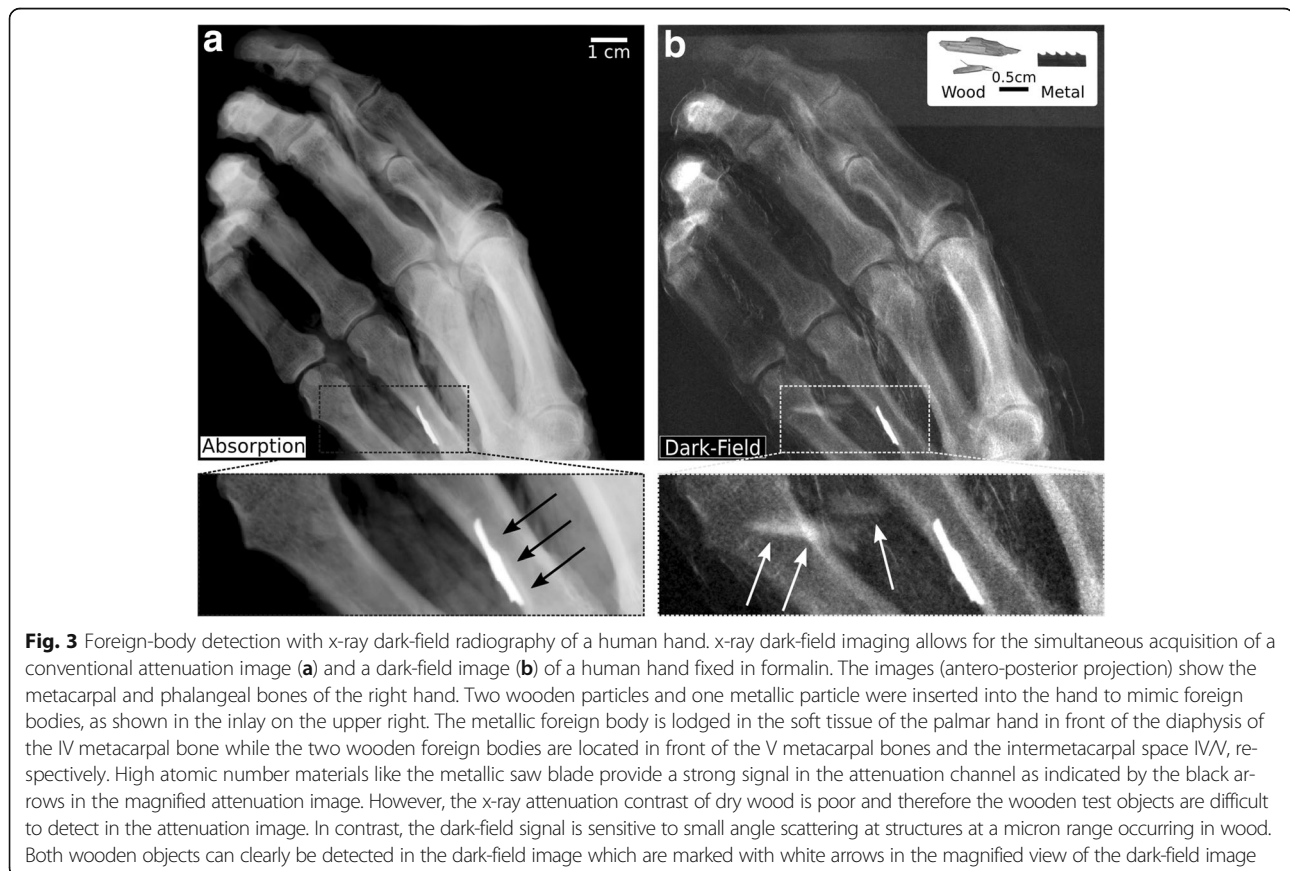 a
1 cm
Absorption
b
0.5cm
Wood Metal
Dark-Field
Fig. 3 Foreign-body detection with x-ray dark-field radiography of a human hand. x-ray dark-field imaging allows for the simultaneous acquisition of a
conventional attenuation image (a) and a dark-field image (b) of a human hand fixed in formalin. The images (antero-posterior projection) show the
metacarpal and phalangeal bones of the right hand. Two wooden particles and one metallic particle were inserted into the hand to mimic foreign
bodies, as shown in the inlay on the upper right. The metallic foreign body is lodged in the soft tissue of the palmar hand in front of the diaphysis of
the IV metacarpal bone while the two wooden foreign bodies are located in front of the V metacarpal bones and the intermetacarpal space IV/V, re-
spectively. High atomic number materials like the metallic saw blade provide a strong signal in the attenuation channel as indicated by the black ar-
rows in the magnified attenuation image. However, the x-ray attenuation contrast of dry wood is poor and therefore the wooden test objects are difficult
to detect in the attenuation image. In contrast, the dark-field signal is sensitive to small angle scattering at structures at a micron range occurring in wood.
Both wooden objects can clearly be detected in the dark-field image which are marked with white arrows in the magnified view of the dark-field image